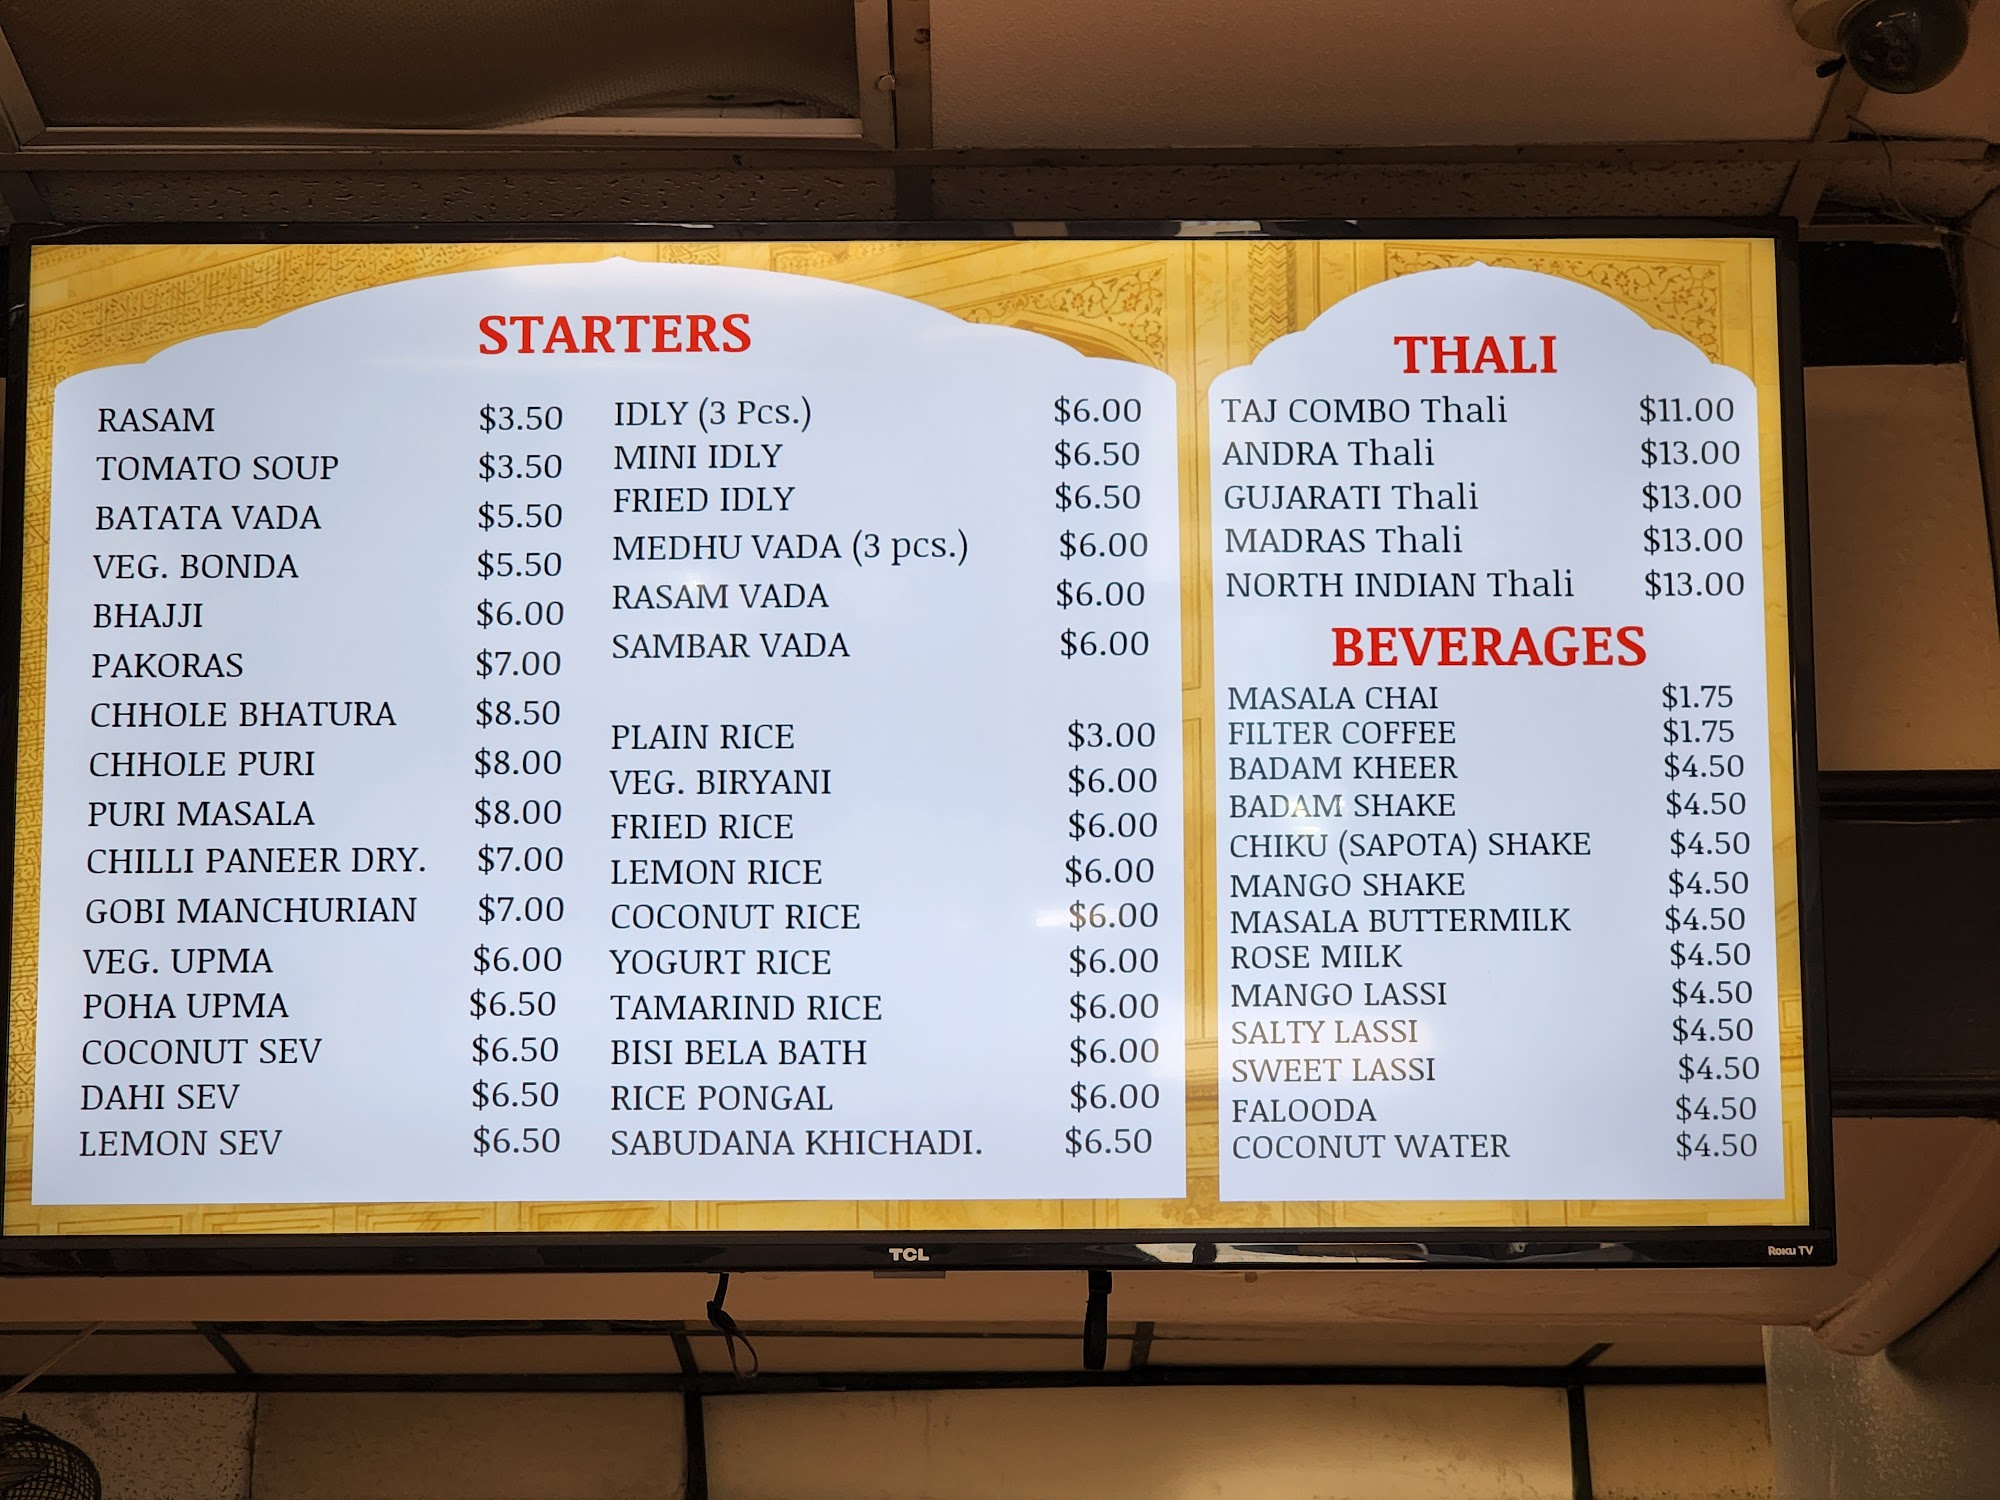 STARTERS
RASAM $3.50
TOMATO SOUP $3.50
BATATA VADA $5.50
VEG. BONDA $5.50
BHAJJI $6.00
PAKORAS $7.00
CHHOLE BHATURA $8.50
CHHOLE PURI $8.00
PURI MASALA $8.00
CHILLI PANEER DRY. $7.00
GOBI MANCHURIAN $7.00
VEG. UPMA $6.00
POHA UPMA $6.50
COCONUT SEV $6.50
DAHI SEV $6.50
LEMON SEV $6.50
IDLY (3 Pcs.) $6.00
MINI IDLY $6.50
FRIED IDLY $6.50
MEDHU VADA (3 pcs.) $6.00
RASAM VADA $6.00
SAMBAR VADA $6.00
PLAIN RICE $3.00
VEG. BIRYANI $6.00
FRIED RICE $6.00
LEMON RICE $6.00
COCONUT RICE $6.00
YOGURT RICE $6.00
TAMARIND RICE $6.00
BISI BELA BATH $6.00
RICE PONGAL $6.00
SABUDANA KHICHADI. $6.50
THALI
TAJ COMBO Thali $11.00
ANDRA Thali $13.00
GUJARATI Thali $13.00
MADRAS Thali $13.00
NORTH INDIAN Thali $13.00
BEVERAGES
MASALA CHAI $1.75
FILTER COFFEE $1.75
BADAM KHEER $4.50
BADAM SHAKE $4.50
CHIKU (SAPOTA) SHAKE $4.50
MANGO SHAKE $4.50
MASALA BUTTERMILK $4.50
ROSE MILK $4.50
MANGO LASSI $4.50
SALTY LASSI $4.50
SWEET LASSI $4.50
FALOODA $4.50
COCONUT WATER $4.50
TCL
ROKU TV